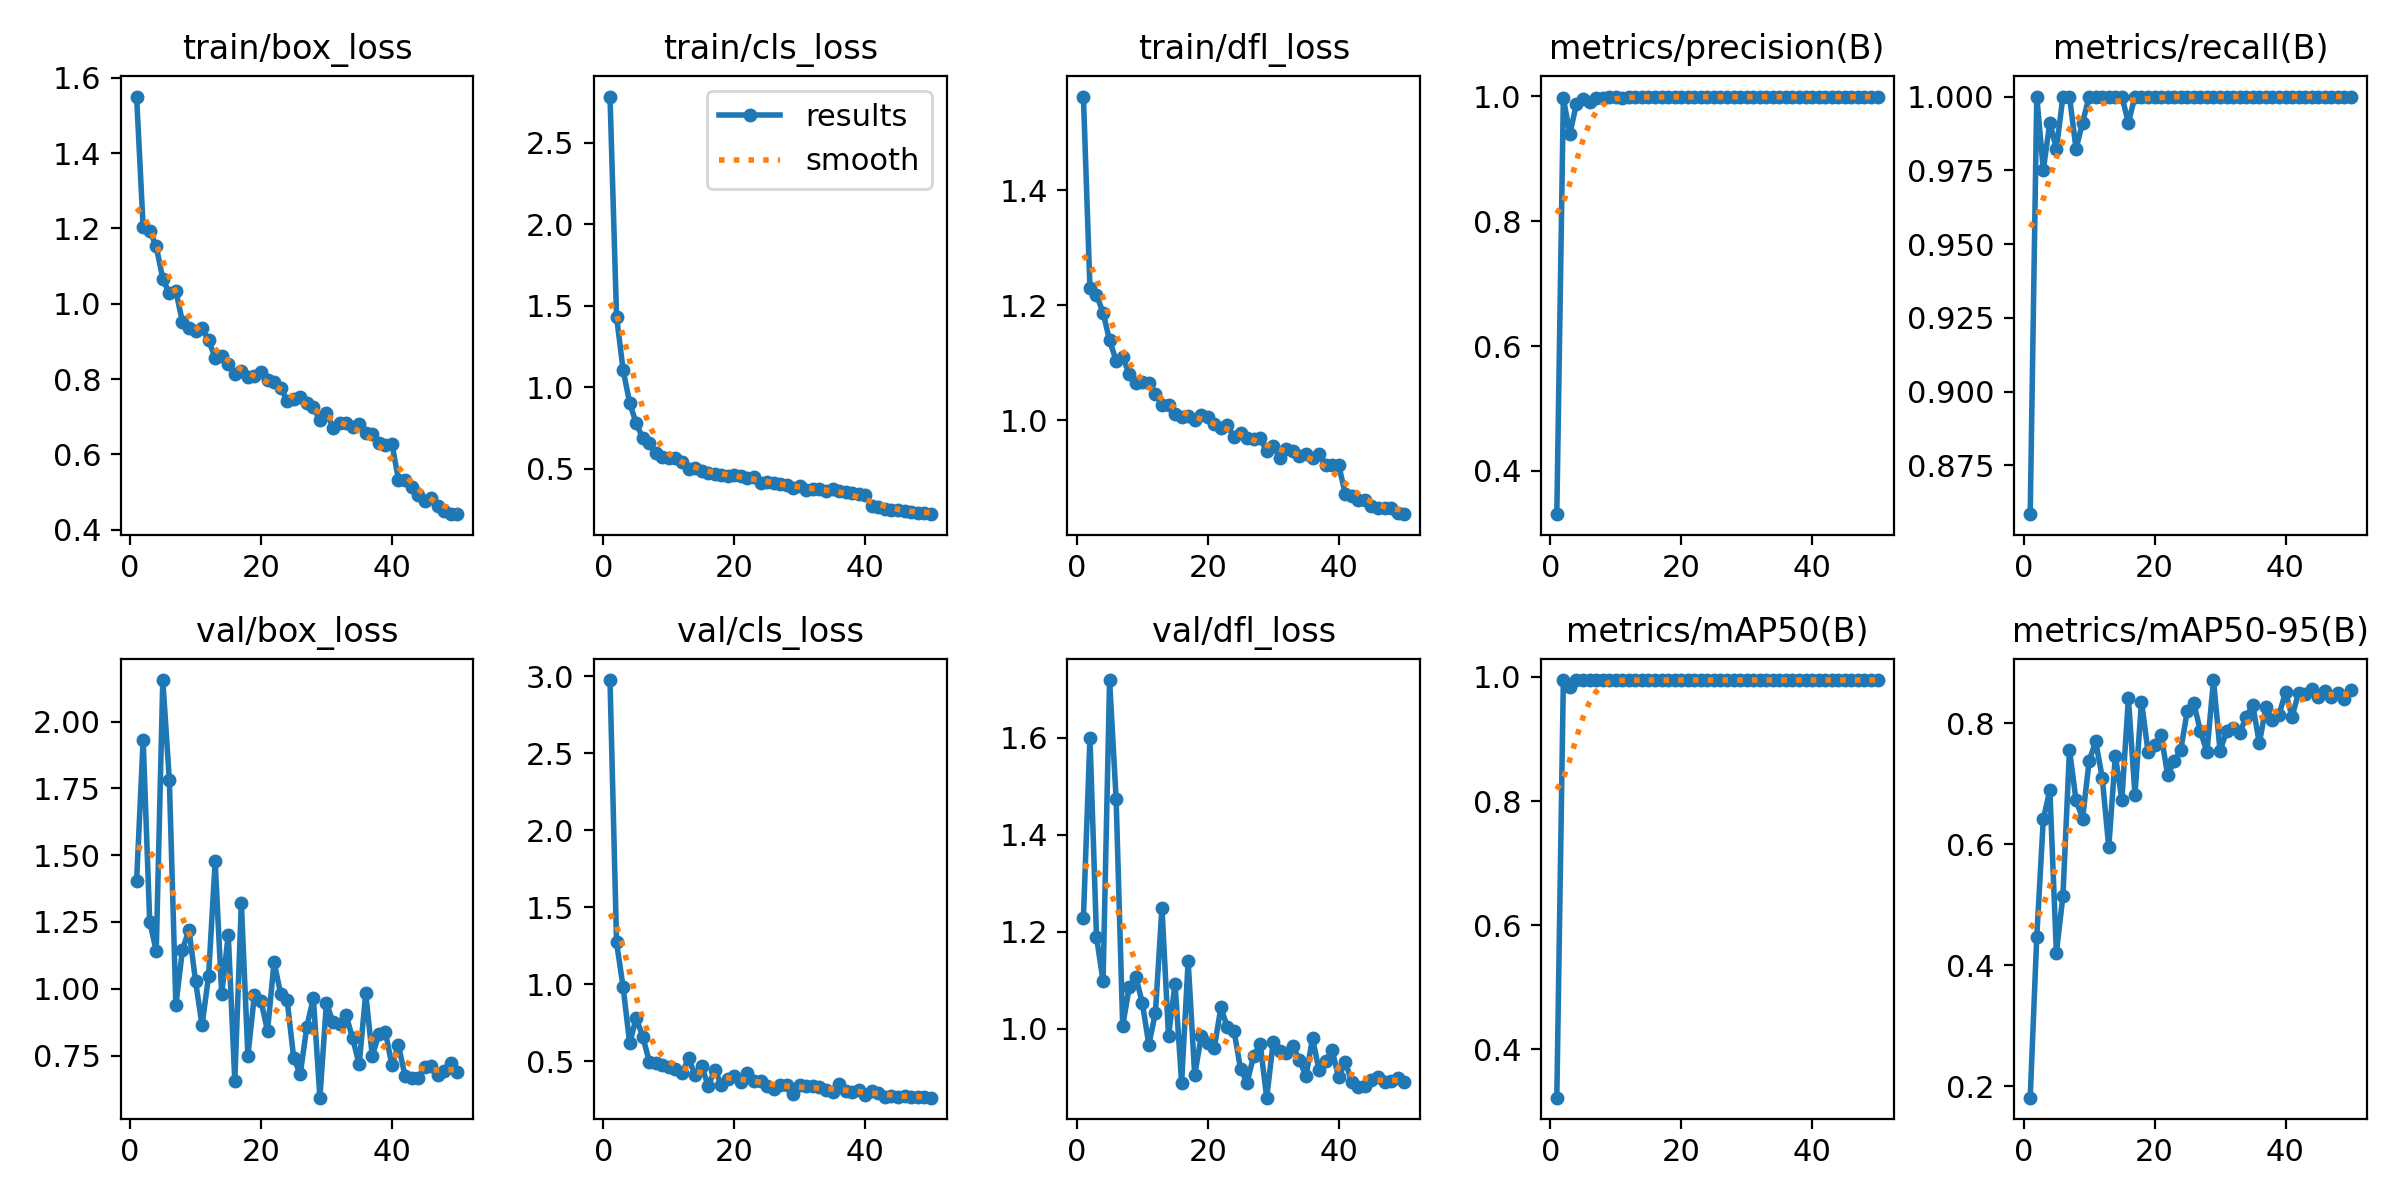 train/box_loss
1.6
1.4
1.2
1.0
0.8
0.6
0.4
0 20 40
train/cls_loss
results
smooth
2.5
2.0
1.5
1.0
0.5
0 20 40
train/dfl_loss
1.4
1.2
1.0
0 20 40
metrics/precision(B)
1.0
0.8
0.6
0.4
0 20 40
metrics/recall(B)
1.000
0.975
0.950
0.925
0.900
0.875
0 20 40
val/box_loss
2.00
1.75
1.50
1.25
1.00
0.75
0 20 40
val/cls_loss
3.0
2.5
2.0
1.5
1.0
0.5
0 20 40
val/dfl_loss
1.6
1.4
1.2
1.0
0 20 40
metrics/mAP50(B)
1.0
0.8
0.6
0.4
0 20 40
metrics/mAP50-95(B)
0.8
0.6
0.4
0.2
0 20 40